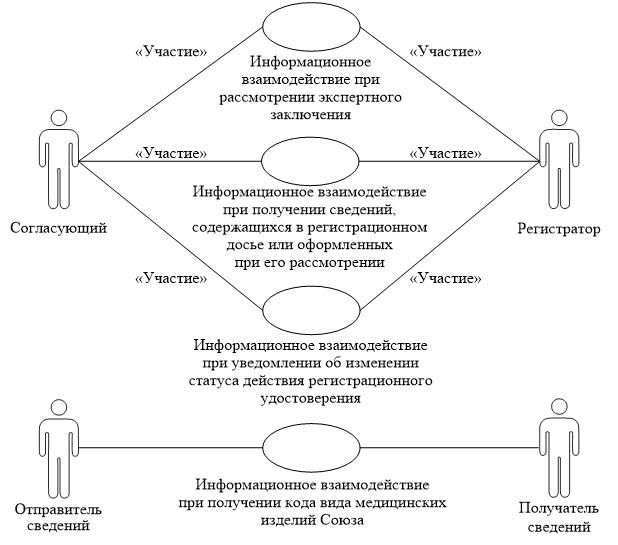 «Участие»
«Участие»
Информационное
взаимодействие при
рассмотрении экспертного
заключения
«Участие»
«Участие»
Согласующий
Регистратор
Информационное взаимодействие
при получении сведений,
содержащихся в регистрационном
досье или оформленных
при его рассмотрении
«Участие»
«Участие»
Информационное взаимодействие
при уведомлении об изменении
статуса действия регистрационного
удостоверения
Отправитель
сведений
Информационное взаимодействие
при получении кода вида медицинских
изделий Союза
Получатель
сведений